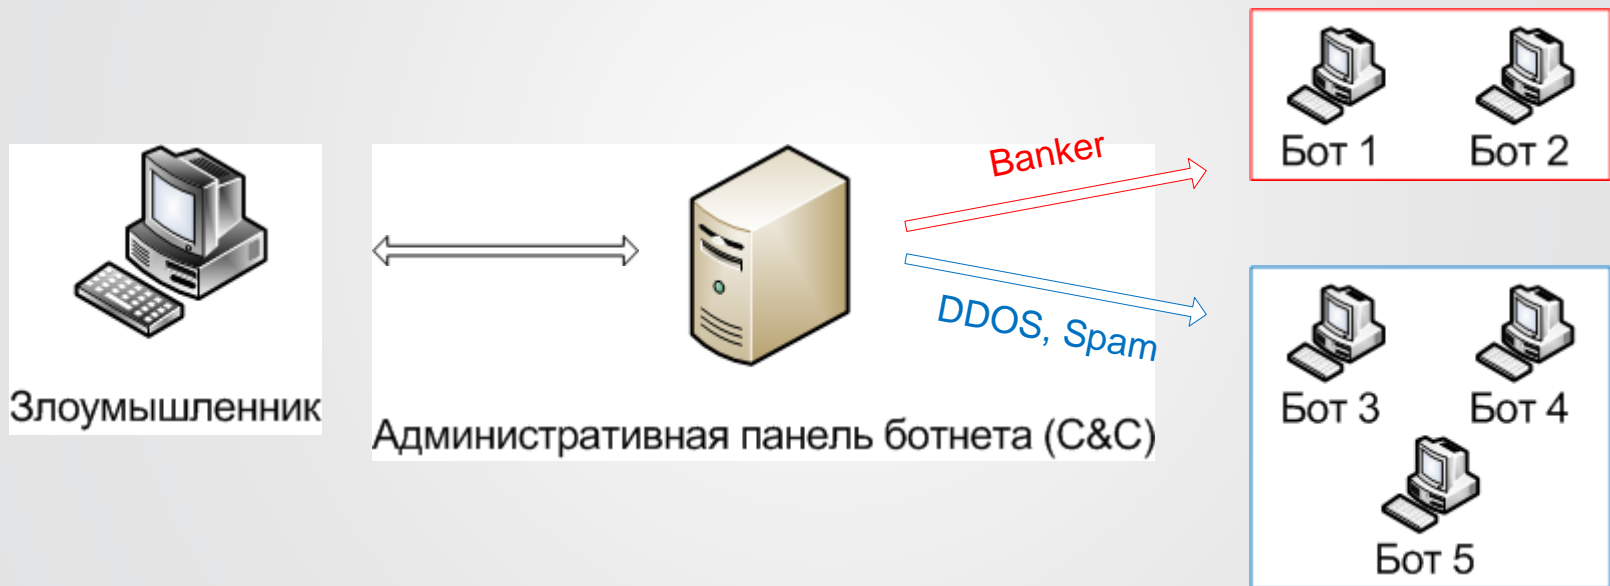 Злоумышленник
Административная панель ботнета (C&C)
Banker
DDOS, Spam
Бот 1
Бот 2
Бот 3
Бот 4
Бот 5